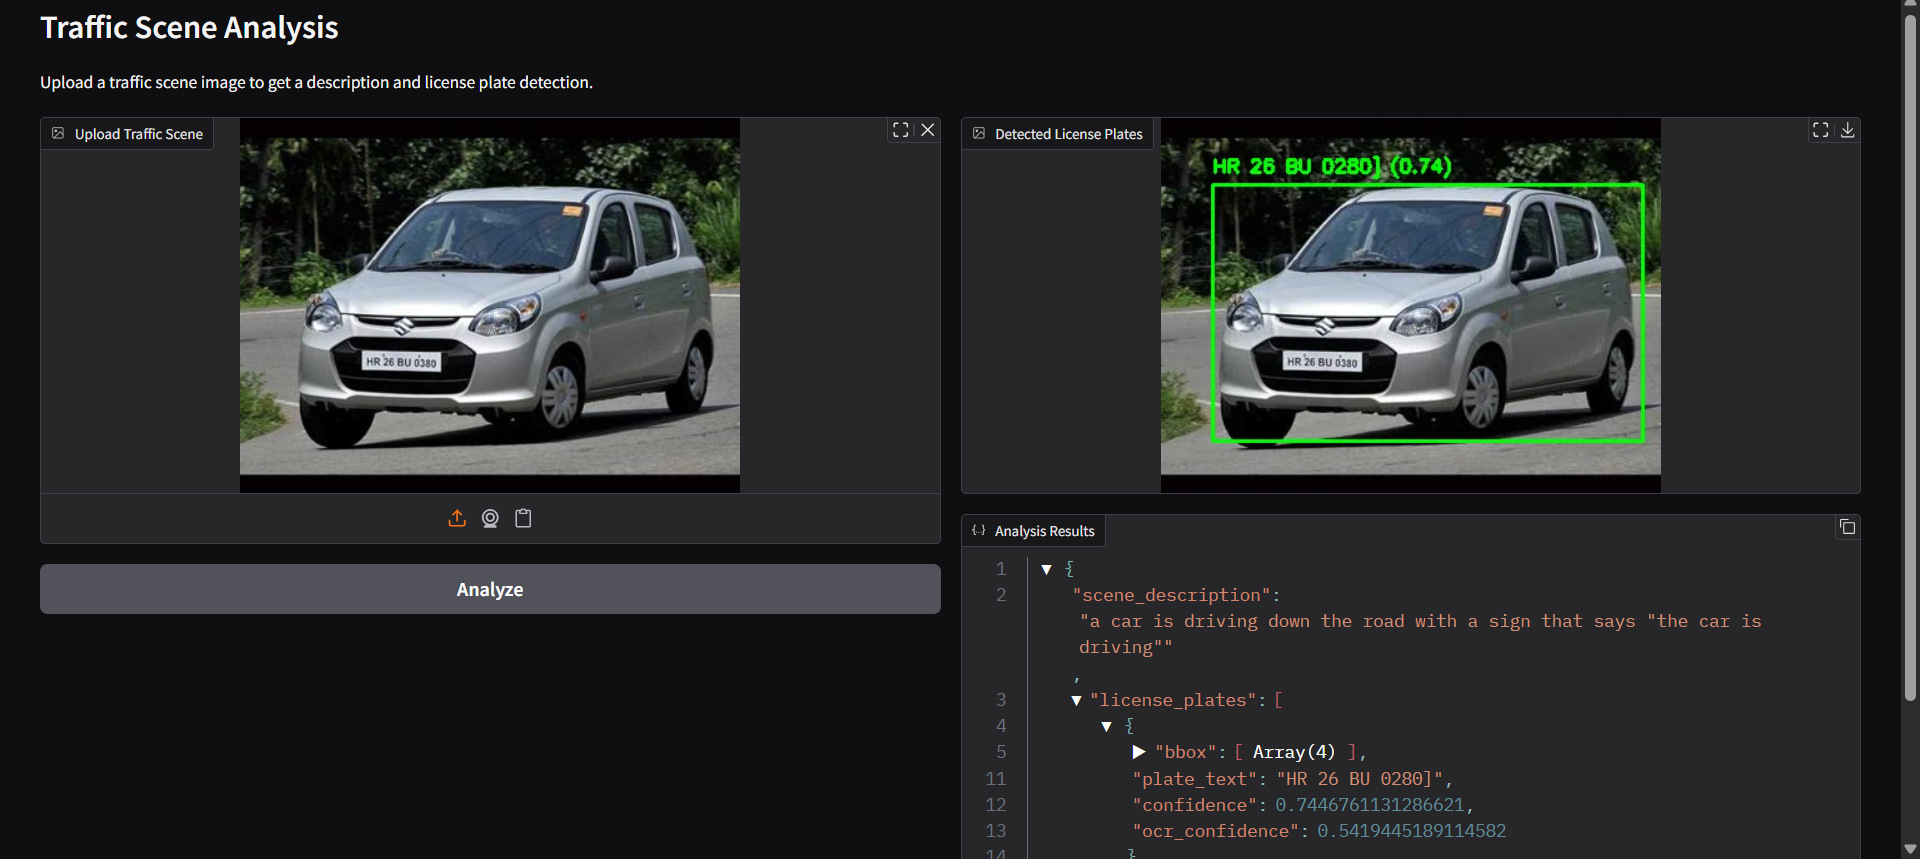 Traffic Scene Analysis
Upload a traffic scene image to get a description and license plate detection.
Upload Traffic Scene
HR 26 BU 0380
Analyze
Detected License Plates
HR 26 BU 0280] (0.74)
HR 26 BU 0380
Analysis Results
1 {
2 "scene_description":
"a car is driving down the road with a sign that says "the car is
driving""
,
3 "license_plates": [
4 {
5 "bbox": [ Array(4) ],
11 "plate_text": "HR 26 BU 0280]",
12 "confidence": 0.7446761131286621,
13 "ocr_confidence": 0.5419445189114582
14 }